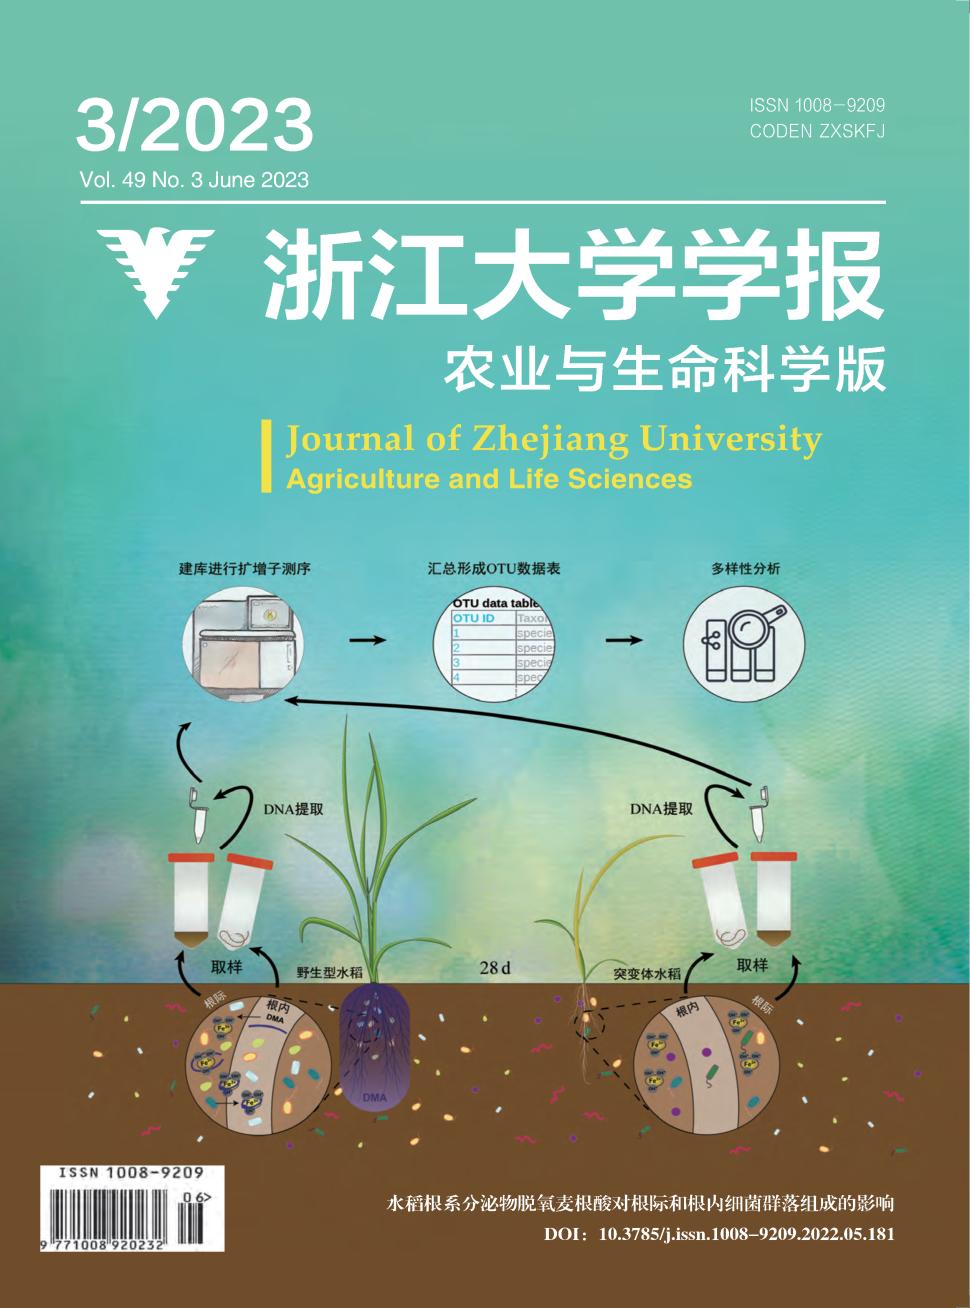 3/2023
Vol. 49 No. 3 June 2023
ISSN 1008-9209
CODEN ZXSKFJ
浙江大学学报
农业与生命科学版
Journal of Zhejiang University
Agriculture and Life Sciences
建库进行扩增子测序
汇总形成OTU数据表
多样性分析
OTU data table
OTU ID Taxo
1 specie
2 specie
3 specie
4 spec
DNA提取
DNA提取
取样
野生型水稻
28 d
突变体水稻
取样
根际
根内
DMA
DMA
根内
根际
ISSN 1008-9209
06>
9 771008 920232
水稻根系分泌物脱氧麦根酸对根际和根内细菌群落组成的影响
DOI：10.3785/j.issn.1008-9209.2022.05.181